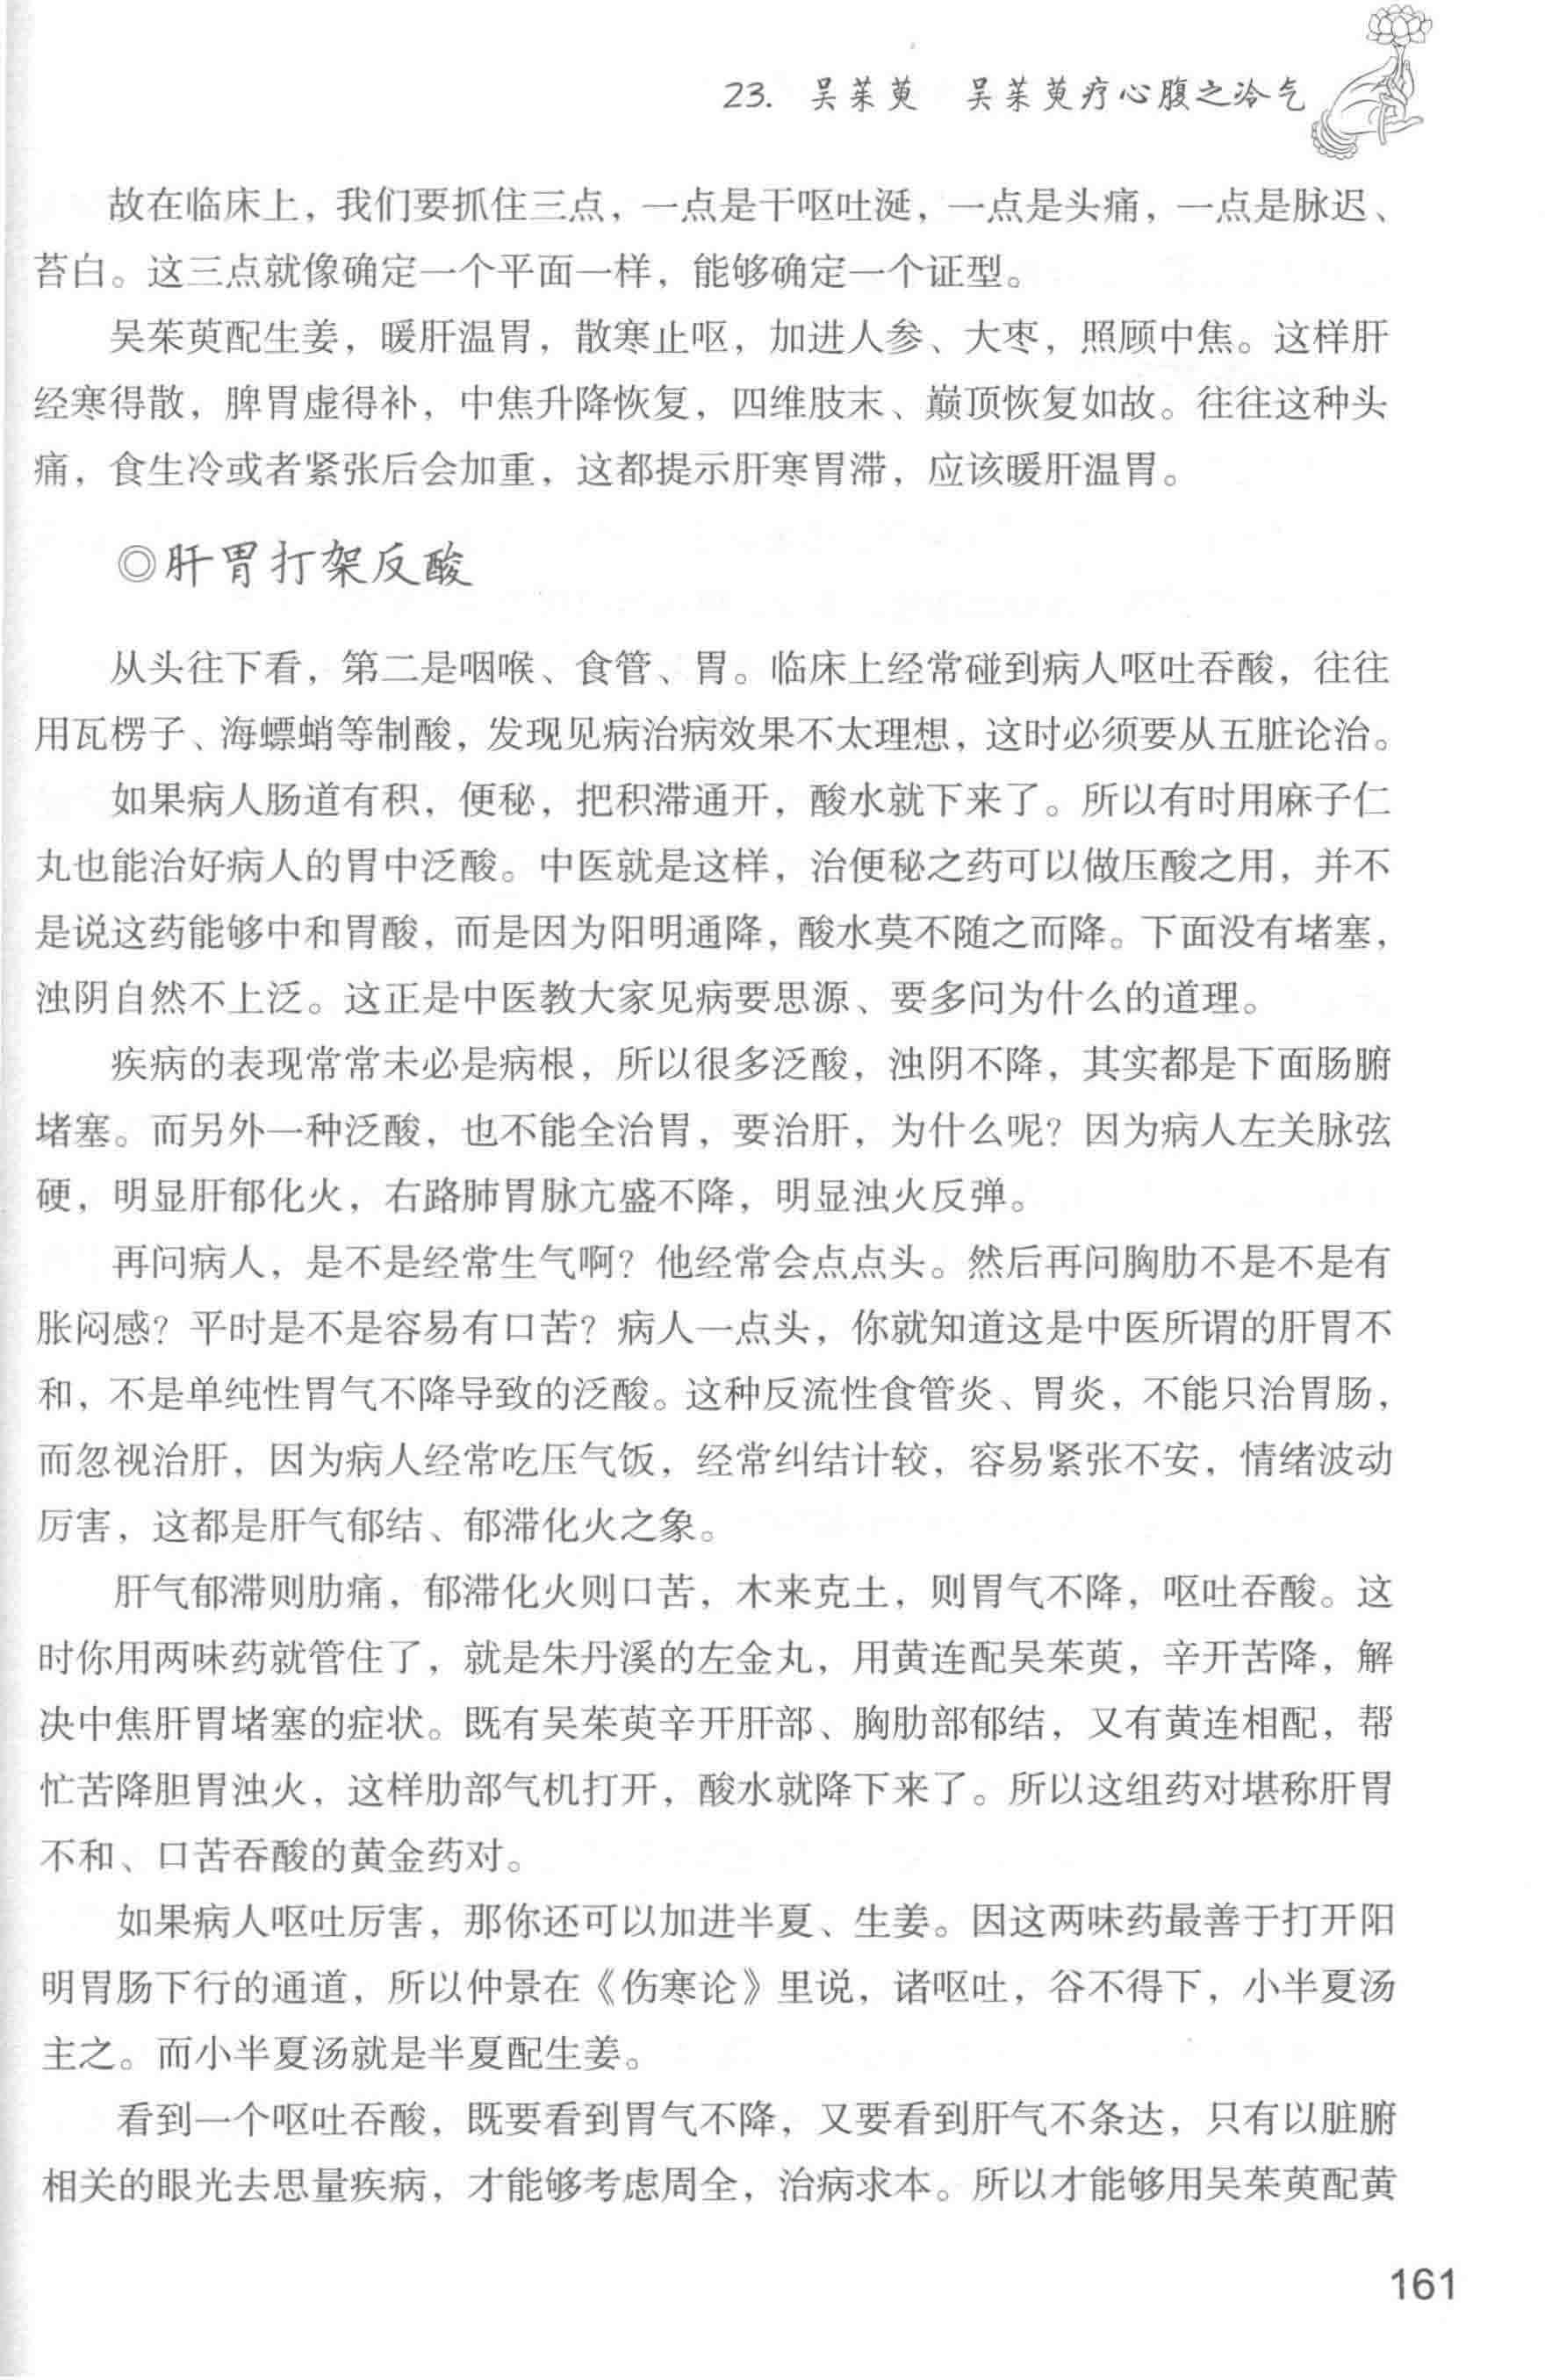 23. 吴茱萸 吴茱萸疗心腹之冷气
故在临床上，我们要抓住三点，一点是干呕吐涎，一点是头痛，一点是脉迟、
苔白。这三点就像确定一个平面一样，能够确定一个证型。
吴茱萸配生姜，暖肝温胃，散寒止呕，加进人参、大枣，照顾中焦。这样肝
经寒得散，脾胃虚得补，中焦升降恢复，四维肢末、巅顶恢复如故。往往这种头
痛，食生冷或者紧张后会加重，这都提示肝寒胃滞，应该暖肝温胃。
◎肝胃打架反酸
从头往下看，第二是咽喉、食管、胃。临床上经常碰到病人呕吐吞酸，往往
用瓦楞子、海螵蛸等制酸，发现见病治病效果不太理想，这时必须要从五脏论治。
如果病人肠道有积，便秘，把积滞通开，酸水就下来了。所以有时用麻子仁
丸也能治好病人的胃中泛酸。中医就是这样，治便秘之药可以做压酸之用，并不
是说这药能够中和胃酸，而是因为阳明通降，酸水莫不随之而降。下面没有堵塞，
浊阴自然不上泛。这正是中医教大家见病要思源、要多问为什么的道理。
疾病的表现常常未必是病根，所以很多泛酸，浊阴不降，其实都是下面肠腑
堵塞。而另外一种泛酸，也不能全治胃，要治肝，为什么呢？因为病人左关脉弦
硬，明显肝郁化火，右路肺胃脉亢盛不降，明显浊火反弹。
再问病人，是不是经常生气啊？他经常会点点头。然后再问胸肋不是不是有
胀闷感？平时是不是容易有口苦？病人一点头，你就知道这是中医所谓的肝胃不
和，不是单纯性胃气不降导致的泛酸。这种反流性食管炎、胃炎，不能只治胃肠，
而忽视治肝，因为病人经常吃压气饭，经常纠结计较，容易紧张不安，情绪波动
厉害，这都是肝气郁结、郁滞化火之象。
肝气郁滞则肋痛，郁滞化火则口苦，木来克土，则胃气不降，呕吐吞酸。这
时你用两味药就管住了，就是朱丹溪的左金丸，用黄连配吴茱萸，辛开苦降，解
决中焦肝胃堵塞的症状。既有吴茱萸辛开肝部、胸肋部郁结，又有黄连相配，帮
忙苦降胆胃浊火，这样肋部气机打开，酸水就降下来了。所以这组药对堪称肝胃
不和、口苦吞酸的黄金药对。
如果病人呕吐厉害，那你还可以加进半夏、生姜。因这两味药最善于打开阳
明胃肠下行的通道，所以仲景在《伤寒论》里说，诸呕吐，谷不得下，小半夏汤
主之。而小半夏汤就是半夏配生姜。
看到一个呕吐吞酸，既要看到胃气不降，又要看到肝气不条达，只有以脏腑
相关的眼光去思量疾病，才能够考虑周全，治病求本。所以才能够用吴茱萸配黄
161